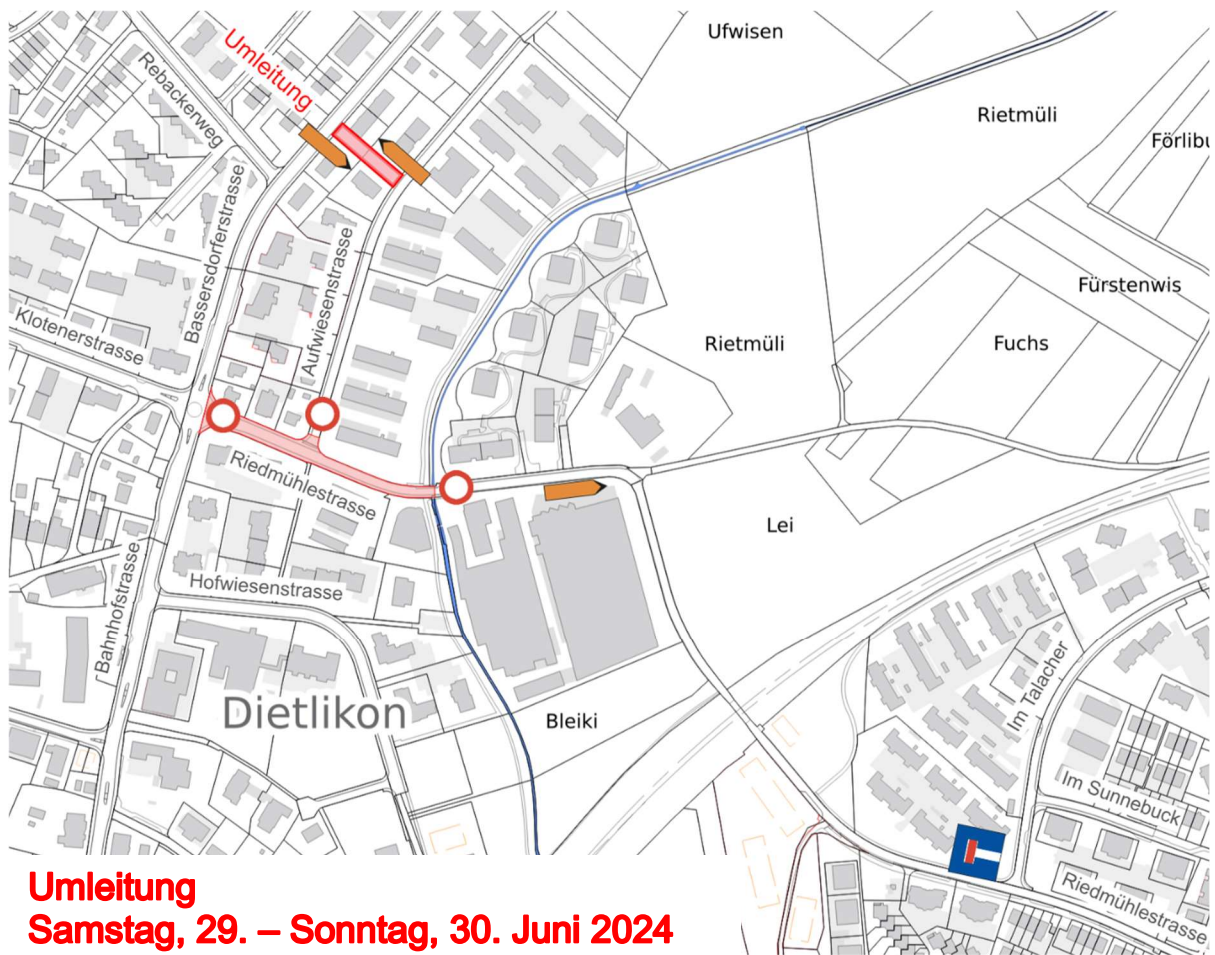 Ufwisen
Umleitung
Rebackerweg
Rietmüli
Förlibu
Bassersdorferstrasse
Aufwiesenstrasse
Fürstenwis
Klotenerstrasse
Rietmüli
Fuchs
Riedmühlestrasse
Lei
Bahnhofstrasse
Hofwiesenstrasse
Im Talacher
Dietlikon
Bleiki
Im Sunnebuck
Riedmühlestrasse
Umleitung
Samstag, 29. – Sonntag, 30. Juni 2024